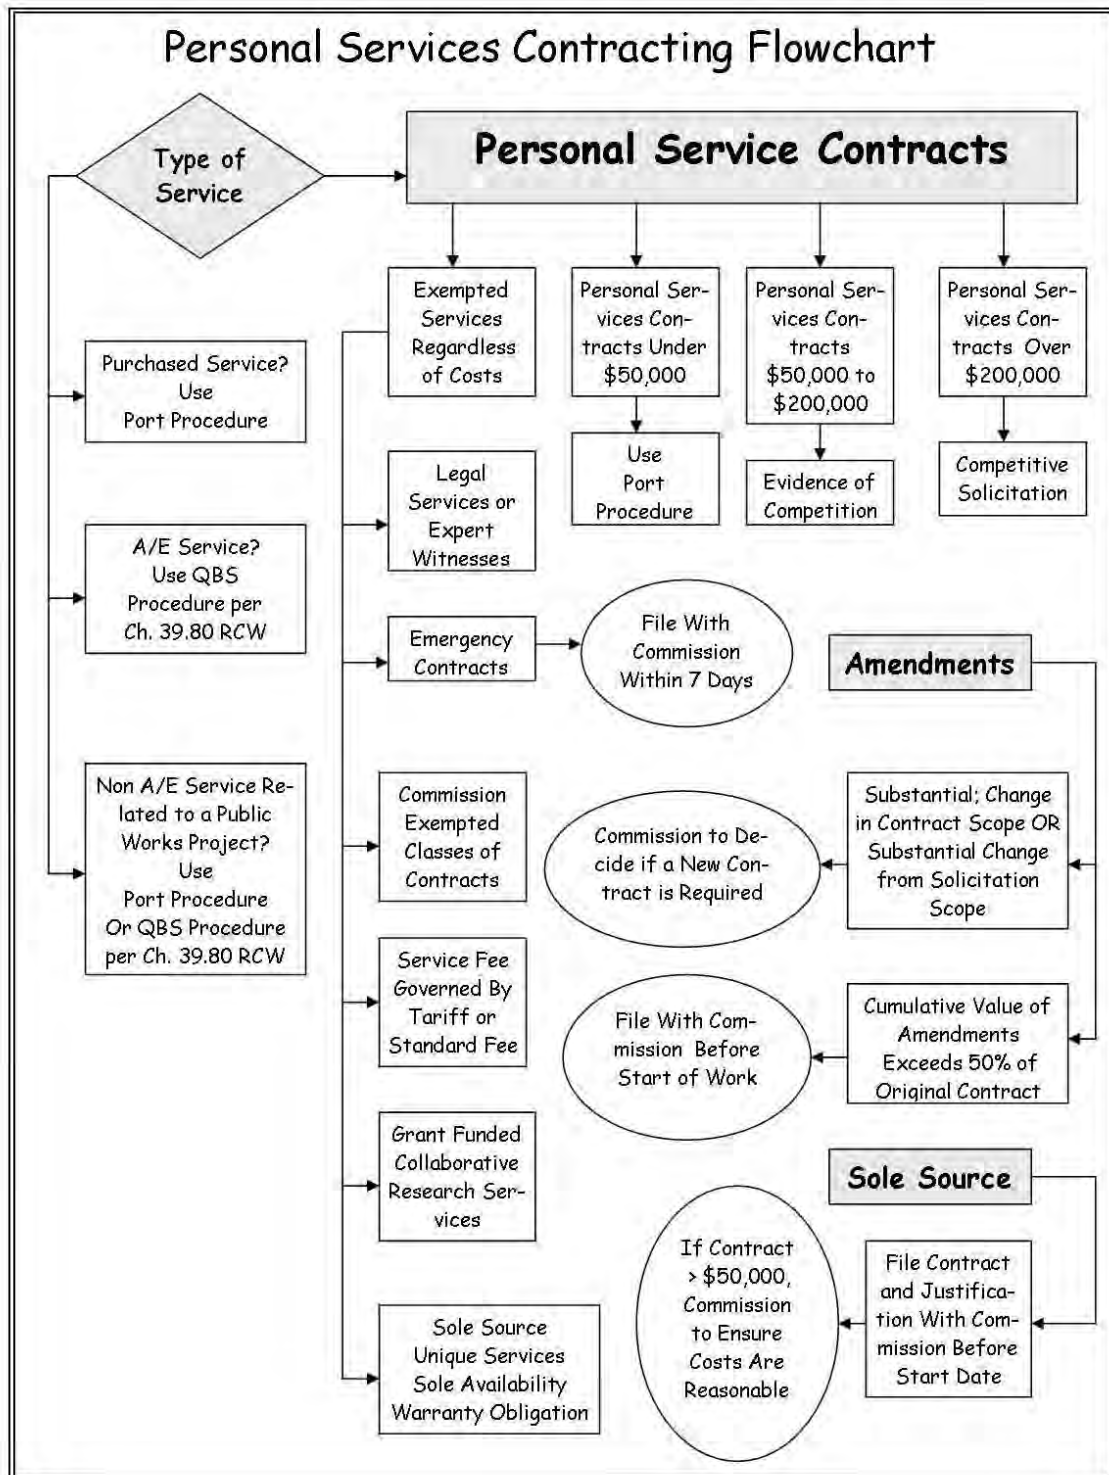 Personal Services Contracting Flowchart
Type of
Service
Personal Service Contracts
Exempted
Services
Regardless
of Costs
Personal Ser-
vices Con-
tracts Under
$50,000
Personal Ser-
vices Con-
tracts
$50,000 to
$200,000
Personal Ser-
vices Con-
tracts Over
$200,000
Purchased Service?
Use
Port Procedure
Use
Port
Procedure
Evidence of
Competition
Competitive
Solicitation
Legal
Services or
Expert
Witnesses
A/E Service?
Use QBS
Procedure per
Ch. 39.80 RCW
Emergency
Contracts
File With
Commission
Within 7 Days
Amendments
Non A/E Service Re-
lated to a Public
Works Project?
Use
Port Procedure
Or QBS Procedure
per Ch. 39.80 RCW
Commission
Exempted
Classes of
Contracts
Commission to De-
cide if a New Con-
tract is Required
Substantial; Change
in Contract Scope OR
Substantial Change
from Solicitation
Scope
Service Fee
Governed By
Tariff or
Standard Fee
File With Com-
mission Before
Start of Work
Cumulative Value of
Amendments
Exceeds 50% of
Original Contract
Grant Funded
Collaborative
Research Ser-
vices
Sole Source
If Contract
> $50,000,
Commission
to Ensure
Costs Are
Reasonable
File Contract
and Justifica-
tion With Com-
mission Before
Start Date
Sole Source
Unique Services
Sole Availability
Warranty Obligation